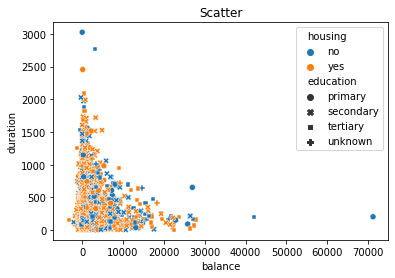 Scatter
housing
no
yes
education
primary
secondary
tertiary
unknown
3000
2500
2000
1500
1000
500
0
duration
0 10000 20000 30000 40000 50000 60000 70000
balance